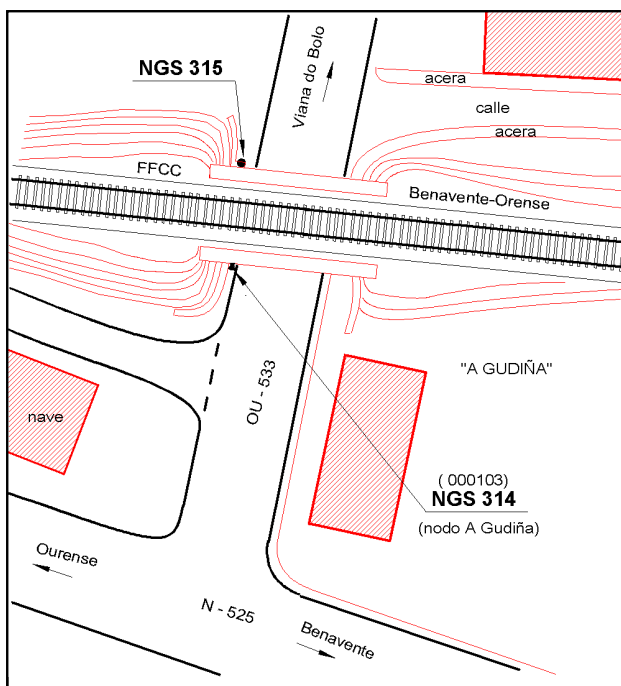 NGS 315
Viana do Bolo
acera
calle
acera
FFCC
Benavente-Orense
OU - 533
"A GUDIÑA"
nave
( 000103)
NGS 314
(nodo A Gudiña)
Ourense
N - 525
Benavente